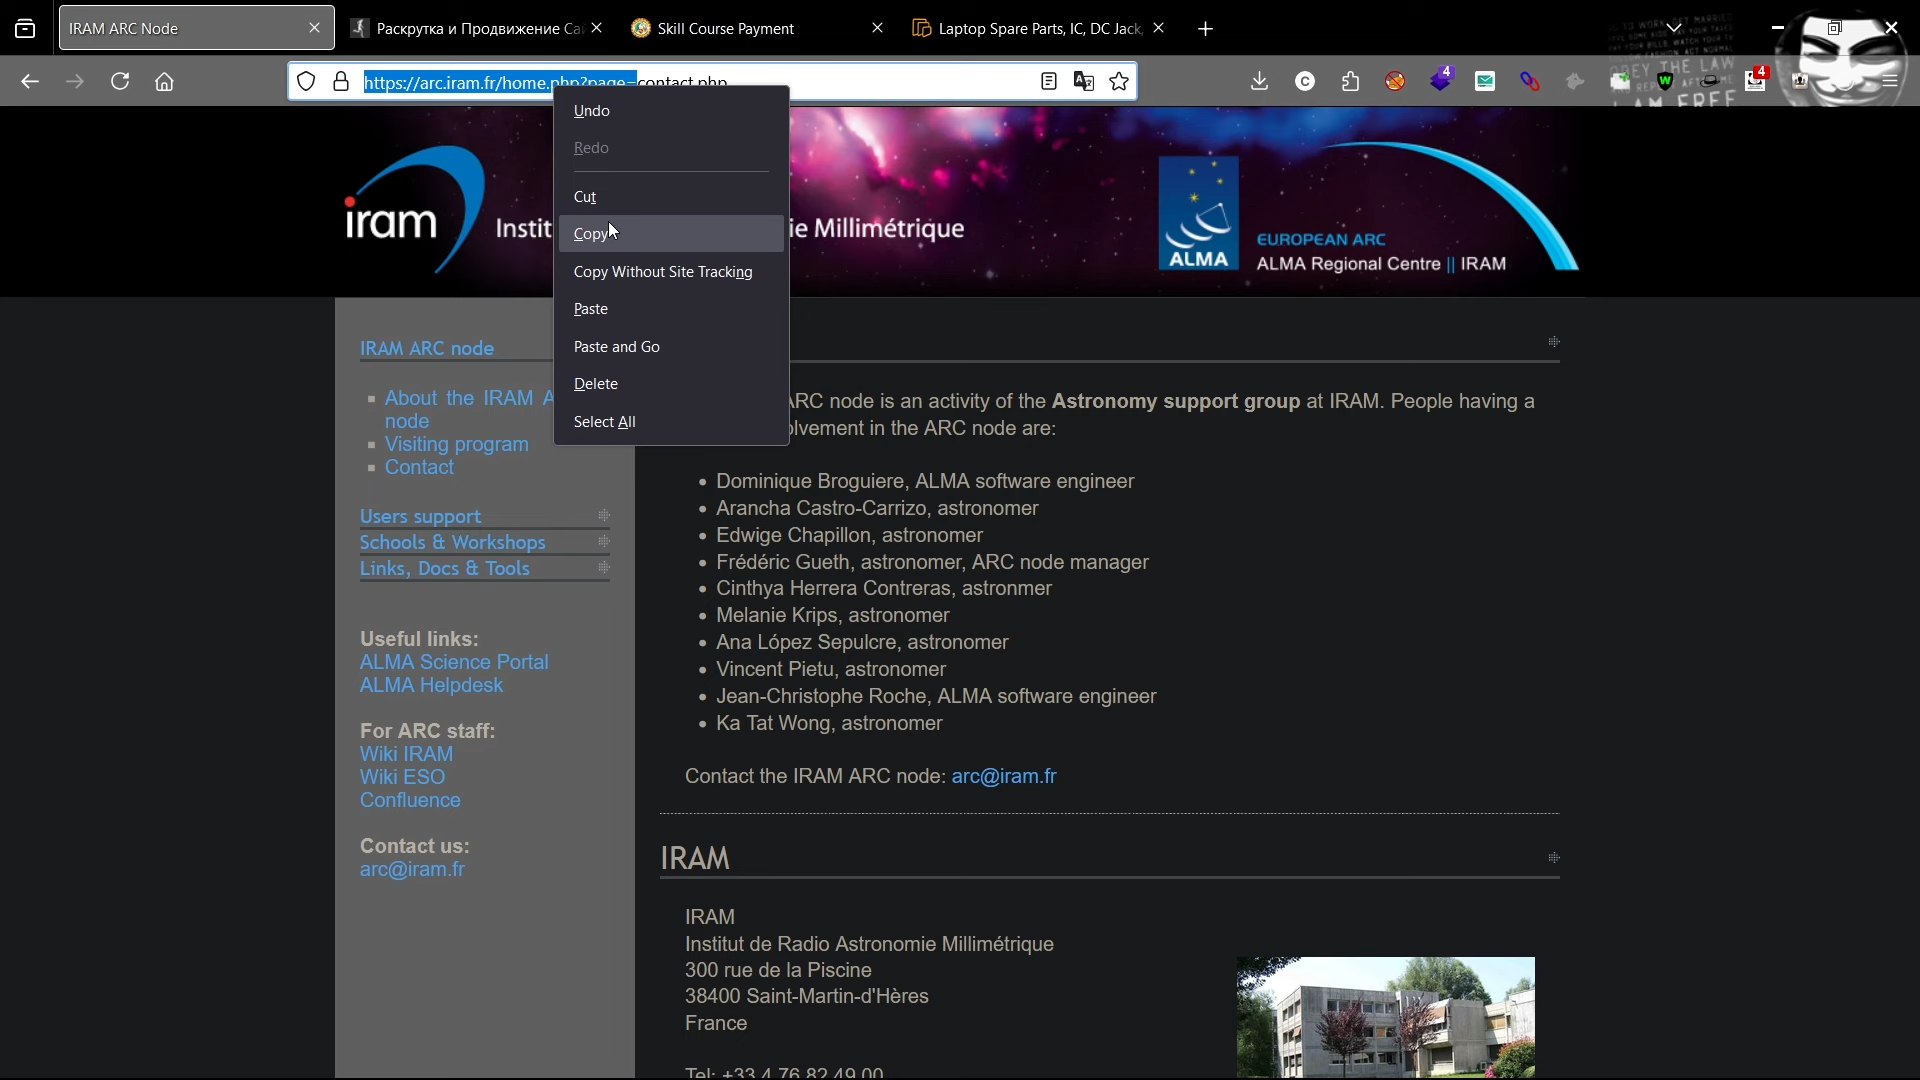 IRAM ARC Node
Раскрутка и Продвижение Са
Skill Course Payment
Laptop Spare Parts, IC, DC Jack,
https://arc.iram.fr/home.php?page=contact.php
4
4
Undo
Redo
Cut
Copy
Copy Without Site Tracking
Paste
Paste and Go
Delete
Select All
iram
Instit
ie Millimétrique
ALMA
EUROPEAN ARC
ALMA Regional Centre || IRAM
IRAM ARC node
About the IRAM A
node
Visiting program
Contact
Users support
Schools & Workshops
Links, Docs & Tools
Useful links:
ALMA Science Portal
ALMA Helpdesk
For ARC staff:
Wiki IRAM
Wiki ESO
Confluence
Contact us:
arc@iram.fr
ARC node is an activity of the Astronomy support group at IRAM. People having a
lvement in the ARC node are:
Dominique Broguiere, ALMA software engineer
Arancha Castro-Carrizo, astronomer
Edwige Chapillon, astronomer
Frédéric Gueth, astronomer, ARC node manager
Cinthya Herrera Contreras, astronmer
Melanie Krips, astronomer
Ana López Sepulcre, astronomer
Vincent Pietu, astronomer
Jean-Christophe Roche, ALMA software engineer
Ka Tat Wong, astronomer
Contact the IRAM ARC node: arc@iram.fr
IRAM
IRAM
Institut de Radio Astronomie Millimétrique
300 rue de la Piscine
38400 Saint-Martin-d'Hères
France
Tel: +33 4 76 82 49 00